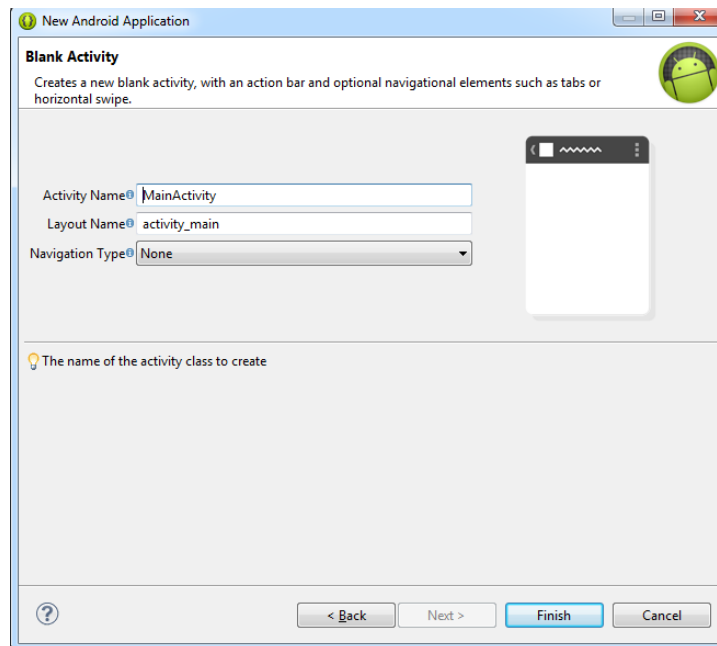 New Android Application
Blank Activity
Creates a new blank activity, with an action bar and optional navigational elements such as tabs or
horizontal swipe.
Activity Name MainActivity
Layout Name activity_main
Navigation Type None
The name of the activity class to create
< Back Next > Finish Cancel